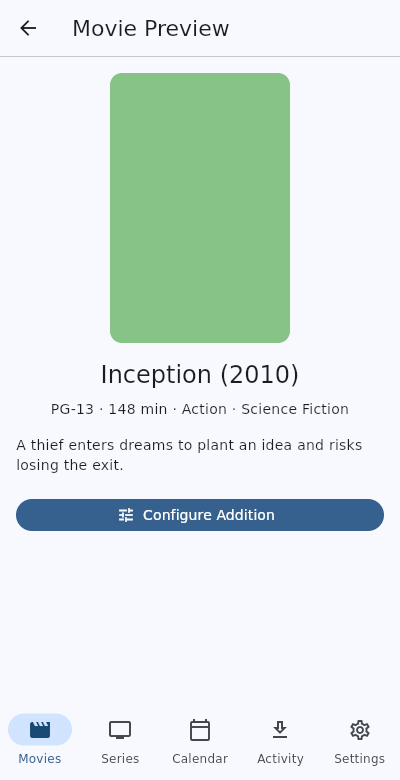 Movie Preview
Inception (2010)
PG-13 · 148 min · Action · Science Fiction
A thief enters dreams to plant an idea and risks
losing the exit.
Configure Addition
Movies
Series
Calendar
Activity
Settings